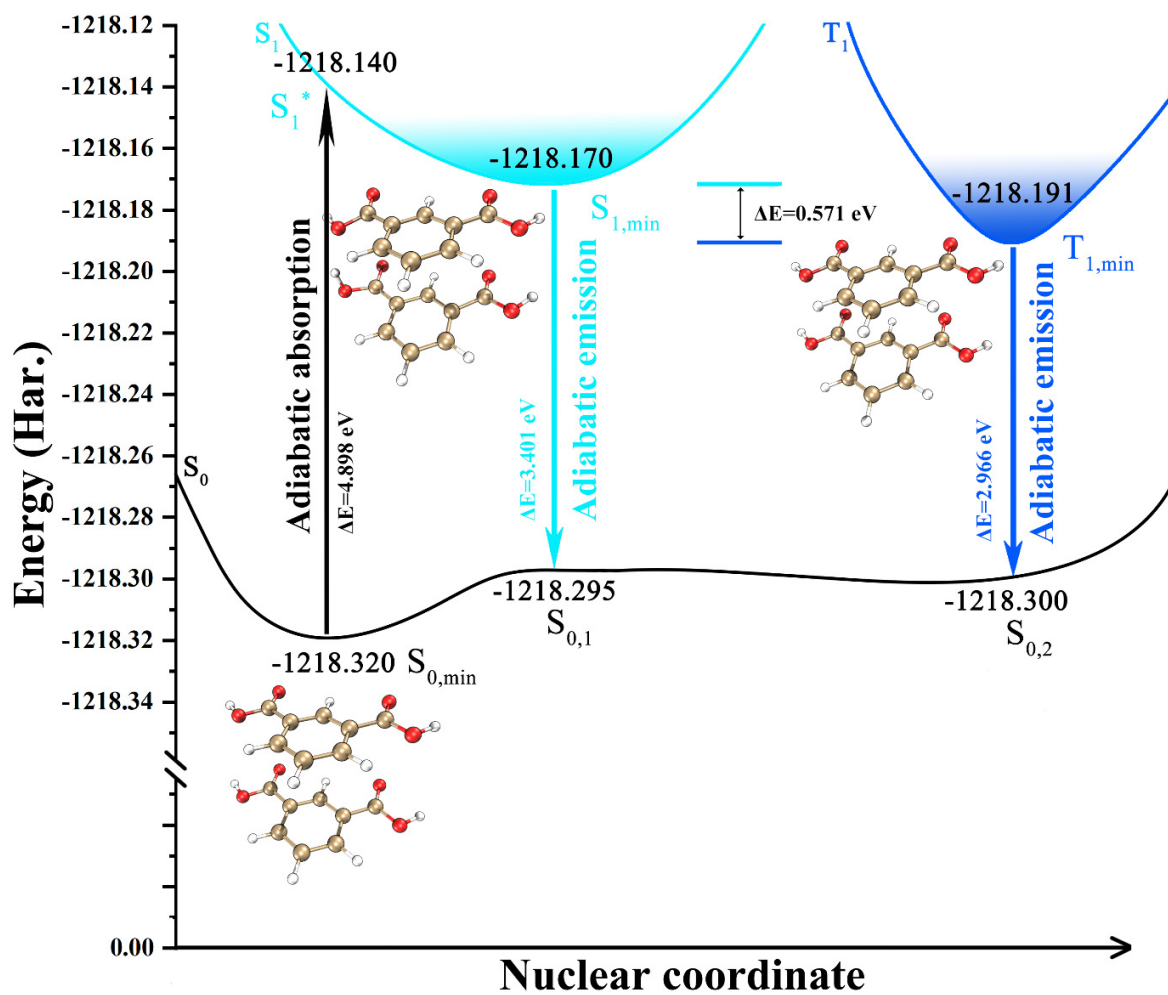 -1218.12
-1218.14
-1218.16
-1218.18
-1218.20
-1218.22
-1218.24
-1218.26
-1218.28
-1218.30
-1218.32
-1218.34
0.00
Energy (Har.)
Nuclear coordinate
S₁
-1218.140
S₁*
-1218.170
S₁,min
T₁
-1218.191
T₁,min
ΔE=0.571 eV
Adiabatic absorption
ΔE=4.898 eV
ΔE=3.401 eV
Adiabatic emission
ΔE=2.966 eV
Adiabatic emission
S₀
-1218.320 S₀,min
-1218.295
S₀,₁
-1218.300
S₀,₂